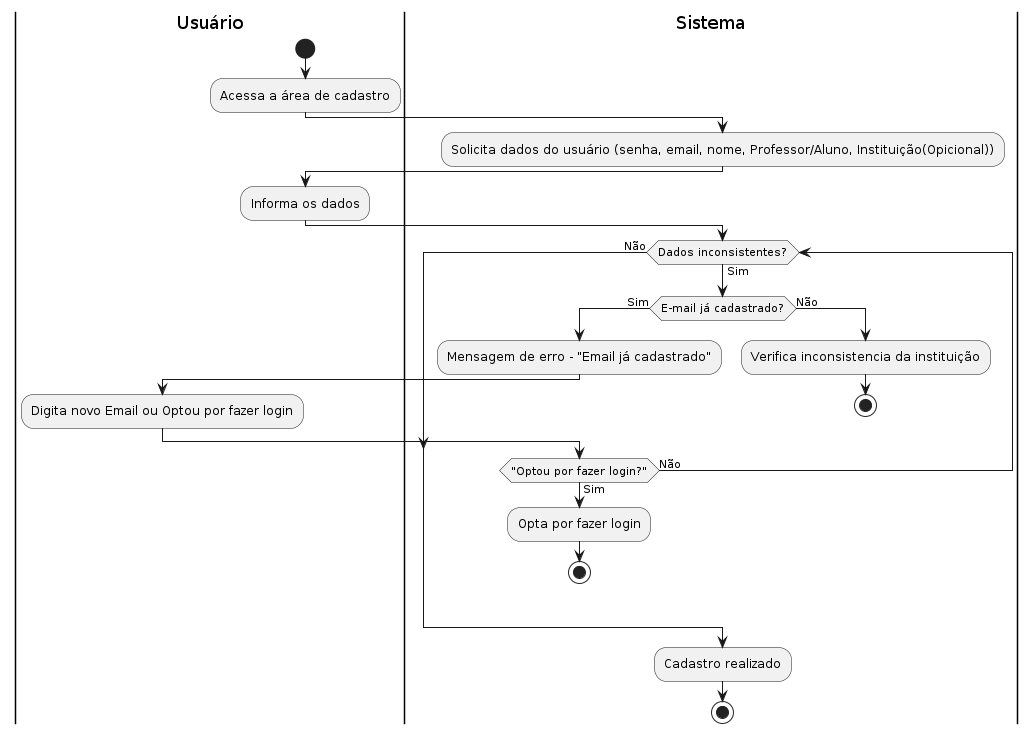 Usuário
Sistema
Acessa a área de cadastro
Solicita dados do usuário (senha, email, nome, Professor/Aluno, Instituição(Opicional))
Informa os dados
Não
Dados inconsistentes?
Sim
Sim
E-mail já cadastrado?
Não
Mensagem de erro - "Email já cadastrado"
Verifica inconsistencia da instituição
Digita novo Email ou Optou por fazer login
"Optou por fazer login?"
Não
Sim
Opta por fazer login
Cadastro realizado